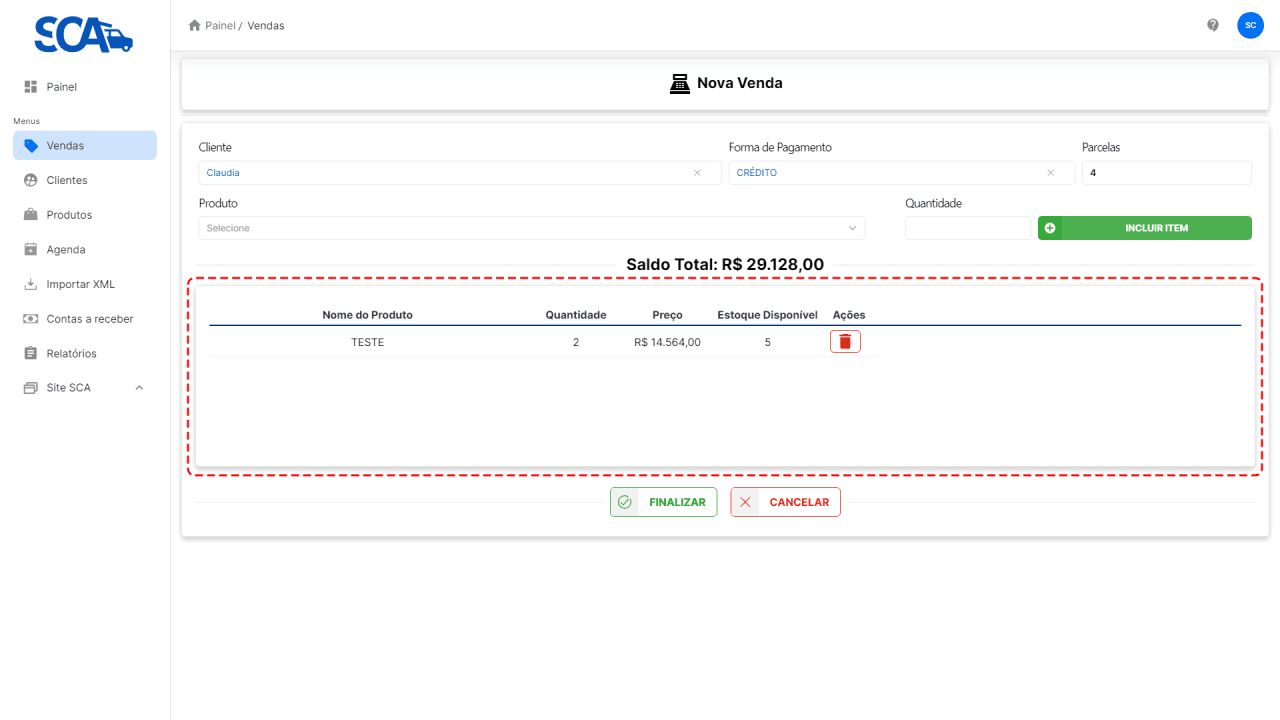 SCA
Painel / Vendas
SC
Painel
Menus
Vendas
Clientes
Produtos
Agenda
Importar XML
Contas a receber
Relatórios
Site SCA
Nova Venda
Cliente
Forma de Pagamento
Parcelas
Claudia
CRÉDITO
4
Produto
Quantidade
Selecione
INCLUIR ITEM
Saldo Total: R$ 29.128,00
Nome do Produto Quantidade Preço Estoque Disponível Ações
TESTE 2 R$ 14.564,00 5
FINALIZAR
CANCELAR